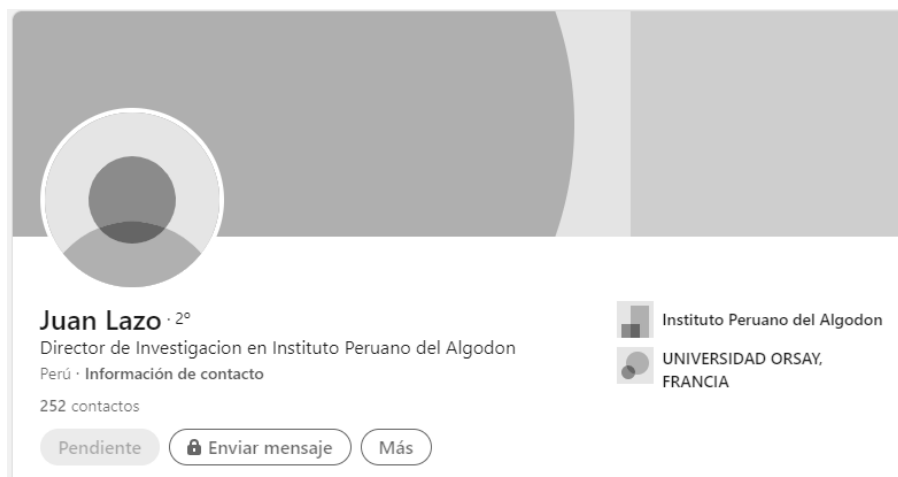 Juan Lazo · 2º
Director de Investigacion en Instituto Peruano del Algodon
Perú · Información de contacto
252 contactos
Pendiente
Enviar mensaje
Más
Instituto Peruano del Algodon
UNIVERSIDAD ORSAY,
FRANCIA